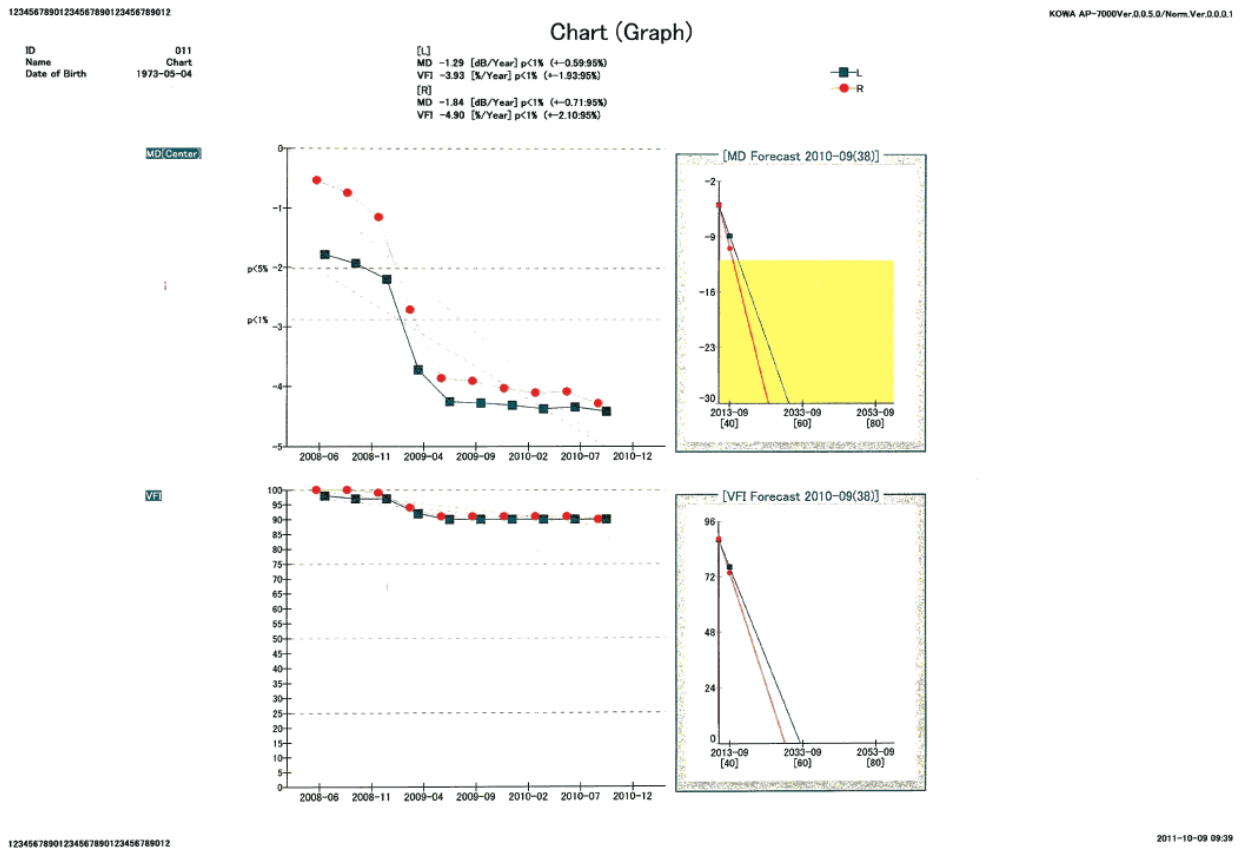 1234567890123456789012​3456789012
KOWA AP-7000Ver.0.0.5.0/Norm.Ver.0.0.0.1
Chart (Graph)
ID 011
Name Chart
Date of Birth 1973-05-04
[L]
MD -1.29 [dB/Year] p<1% (+-0.59:95%)
VFI -3.93 [%/Year] p<1% (+-1.93:95%)
[R]
MD -1.84 [dB/Year] p<1% (+-0.71:95%)
VFI -4.90 [%/Year] p<1% (+-2.10:95%)
L
R
MD[Center]
0
-1
p<5% -2
p<1%
-3
-4
-5
2008-06 2008-11 2009-04 2009-09 2010-02 2010-07 2010-12
[MD Forecast 2010-09(38)]
-2
-9
-16
-23
-30
2013-09 2033-09 2053-09
[40] [60] [80]
VFI
100
95
90
85
80
75
70
65
60
55
50
45
40
35
30
25
20
15
10
5
2008-06 2008-11 2009-04 2009-09 2010-02 2010-07 2010-12
[VFI Forecast 2010-09(38)]
96
72
48
24
0
2013-09 2033-09 2053-09
[40] [60] [80]
12345678901234567890123456789012
2011-10-09 09:39